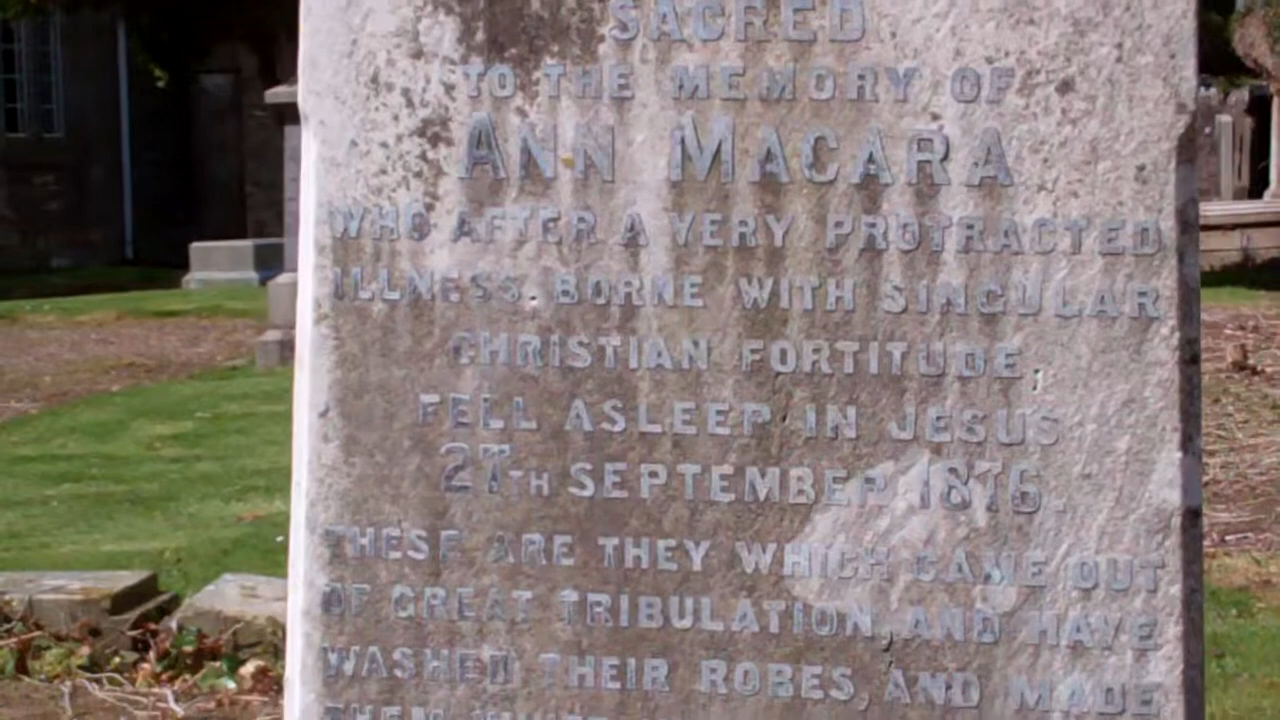 SACRED
TO THE MEMORY OF
ANN MACARA
WHO AFTER A VERY PROTRACTED
ILLNESS, BORNE WITH SINGULAR
CHRISTIAN FORTITUDE,
FELL ASLEEP IN JESUS
27TH SEPTEMBER 1876.
THESE ARE THEY WHICH CAME OUT
OF GREAT TRIBULATION, AND HAVE
WASHED THEIR ROBES, AND MADE
THEM WHITE